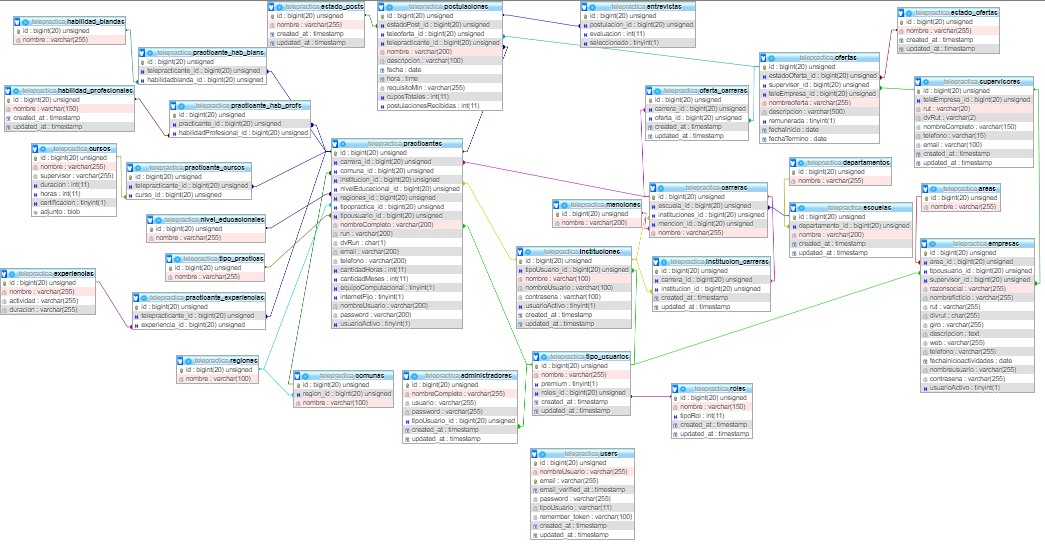 telepractica habilidad_blandas
id : bigint(20) unsigned
nombre : varchar(255)
telepractica practicante_hab_blans
id : bigint(20) unsigned
telepracticante_id : bigint(20) unsigned
habilidadblanda_id : bigint(20) unsigned
telepractica estado_posts
id : bigint(20) unsigned
nombre : varchar(255)
created_at : timestamp
updated_at : timestamp
telepractica postulaciones
id : bigint(20) unsigned
estadoPost_id : bigint(20) unsigned
teleoferta_id : bigint(20) unsigned
telepracticante_id : bigint(20) unsigned
nombre : varchar(200)
descripcion : varchar(100)
fecha : date
hora : time
requisitoMin : varchar(255)
cuposTotales : int(11)
postulacionesRecibidas : int(11)
telepractica entrevistas
id : bigint(20) unsigned
postulacion_id : bigint(20) unsigned
evaluacion : int(11)
seleccionado : tinyint(1)
telepractica estado_ofertas
id : bigint(20) unsigned
nombre : varchar(255)
created_at : timestamp
updated_at : timestamp
telepractica ofertas
id : bigint(20) unsigned
estadoOferta_id : bigint(20) unsigned
supervisor_id : bigint(20) unsigned
teleEmpresa_id : bigint(20) unsigned
nombreoferta : varchar(255)
descripcion : varchar(500)
remunerada : tinyint(1)
fechaInicio : date
fechaTermino : date
telepractica supervisores
id : bigint(20) unsigned
teleEmpresa_id : bigint(20) unsigned
rut : varchar(20)
dvRut : varchar(2)
nombreCompleto : varchar(150)
telefono : varchar(15)
email : varchar(100)
created_at : timestamp
updated_at : timestamp
telepractica habilidad_profesionales
id : bigint(20) unsigned
nombre : varchar(150)
created_at : timestamp
updated_at : timestamp
telepractica practicante_hab_profs
id : bigint(20) unsigned
practicante_id : bigint(20) unsigned
habilidadProfesional_id : bigint(20) unsigned
telepractica oferta_carreras
id : bigint(20) unsigned
carrera_id : bigint(20) unsigned
oferta_id : bigint(20) unsigned
created_at : timestamp
updated_at : timestamp
telepractica cursos
id : bigint(20) unsigned
nombre : varchar(255)
supervisor : varchar(255)
duracion : int(11)
horas : int(11)
certificacion : tinyint(1)
adjunto : blob
telepractica practicante_cursos
id : bigint(20) unsigned
telepracticante_id : bigint(20) unsigned
curso_id : bigint(20) unsigned
telepractica practicantes
id : bigint(20) unsigned
carrera_id : bigint(20) unsigned
comuna_id : bigint(20) unsigned
institucion_id : bigint(20) unsigned
nivelEducacional_id : bigint(20) unsigned
regiones_id : bigint(20) unsigned
tipopractica_id : bigint(20) unsigned
tipousuario_id : bigint(20) unsigned
nombreCompleto : varchar(200)
run : varchar(200)
dvRun : char(1)
email : varchar(200)
telefono : varchar(200)
cantidadHoras : int(11)
cantidadMeses : int(11)
equipoComputacional : tinyint(1)
internetFijo : tinyint(1)
nombreUsuario : varchar(200)
password : varchar(200)
usuarioActivo : tinyint(1)
telepractica departamentos
id : bigint(20) unsigned
nombre : varchar(255)
telepractica carreras
id : bigint(20) unsigned
escuela_id : bigint(20) unsigned
instituciones_id : bigint(20) unsigned
mencion_id : bigint(20) unsigned
nombre : varchar(255)
telepractica areas
id : bigint(20) unsigned
nombre : varchar(255)
telepractica menciones
id : bigint(20) unsigned
nombre : varchar(200)
telepractica escuelas
id : bigint(20) unsigned
departamento_id : bigint(20) unsigned
nombre : varchar(200)
created_at : timestamp
updated_at : timestamp
telepractica nivel_educacionales
id : bigint(20) unsigned
nombre : varchar(255)
telepractica tipo_practicas
id : bigint(20) unsigned
nombre : varchar(255)
telepractica instituciones
id : bigint(20) unsigned
tipoUsuario_id : bigint(20) unsigned
nombre : varchar(100)
nombreUsuario : varchar(100)
contrasena : varchar(100)
usuarioActivo : tinyint(1)
created_at : timestamp
updated_at : timestamp
telepractica institucion_carreras
id : bigint(20) unsigned
carrera_id : bigint(20) unsigned
institucion_id : bigint(20) unsigned
created_at : timestamp
updated_at : timestamp
telepractica empresas
id : bigint(20) unsigned
area_id : bigint(20) unsigned
tipousuario_id : bigint(20) unsigned
supervisor_id : bigint(20) unsigned
razonsocial : varchar(255)
nombreficticio : varchar(255)
rut : varchar(255)
divrut : char(255)
giro : varchar(255)
descripcion : text
web : varchar(255)
telefono : varchar(255)
fechainicioactividades : date
nombreusuario : varchar(255)
contrasena : varchar(255)
usuarioActivo : tinyint(1)
telepractica experiencias
id : bigint(20) unsigned
nombre : varchar(255)
actividad : varchar(255)
duracion : varchar(255)
telepractica practicante_experiencias
id : bigint(20) unsigned
telepracticante_id : bigint(20) unsigned
experiencia_id : bigint(20) unsigned
telepractica regiones
id : bigint(20) unsigned
nombre : varchar(100)
telepractica comunas
id : bigint(20) unsigned
region_id : bigint(20) unsigned
nombre : varchar(100)
telepractica administradores
id : bigint(20) unsigned
nombreCompleto : varchar(255)
usuario : varchar(255)
password : varchar(255)
tipoUsuario_id : bigint(20) unsigned
created_at : timestamp
updated_at : timestamp
telepractica tipo_usuarios
id : bigint(20) unsigned
nombre : varchar(255)
premium : tinyint(1)
roles_id : bigint(20) unsigned
created_at : timestamp
updated_at : timestamp
telepractica roles
id : bigint(20) unsigned
nombre : varchar(150)
tipoRol : int(11)
created_at : timestamp
updated_at : timestamp
telepractica users
id : bigint(20) unsigned
nombreUsuario : varchar(255)
email : varchar(255)
email_verified_at : timestamp
password : varchar(255)
tipoUsuario : varchar(11)
remember_token : varchar(100)
created_at : timestamp
updated_at : timestamp